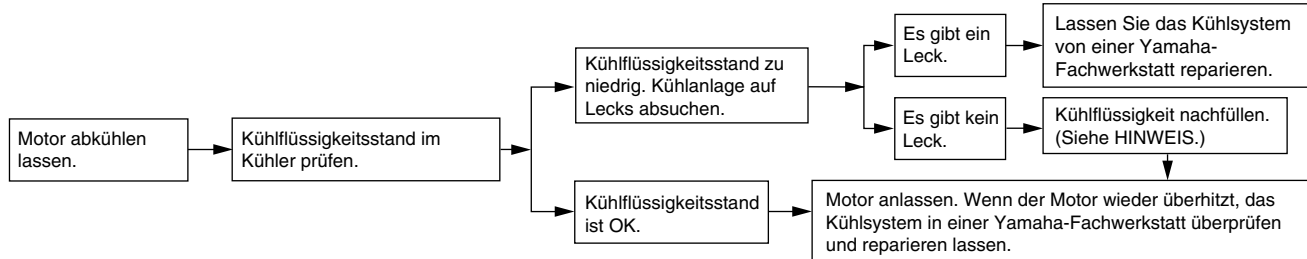 Motor abkühlen
lassen.
Kühlflüssigkeitsstand im
Kühler prüfen.
Kühlflüssigkeitsstand zu
niedrig. Kühlanlage auf
Lecks absuchen.
Es gibt ein
Leck.
Lassen Sie das Kühlsystem
von einer Yamaha-
Fachwerkstatt reparieren.
Es gibt kein
Leck.
Kühlflüssigkeit nachfüllen.
(Siehe HINWEIS.)
Kühlflüssigkeitsstand
ist OK.
Motor anlassen. Wenn der Motor wieder überhitzt, das
Kühlsystem in einer Yamaha-Fachwerkstatt überprüfen
und reparieren lassen.